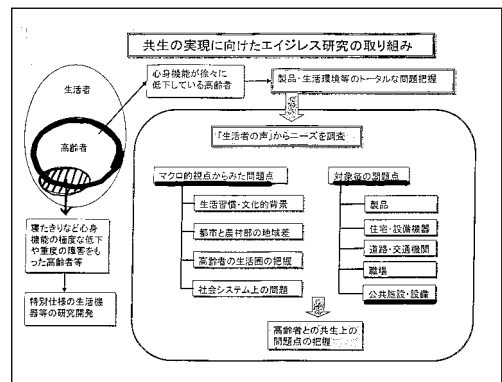 共生の実現に向けたエイジレス研究の取り組み
生活者
高齢者
心身機能が徐々に
低下している高齢者
製品・生活環境等のトータルな問題把握
「生活者の声」からニーズを調査
マクロ的視点からみた問題点
生活習慣・文化的背景
都市と農村部の地域差
高齢者の生活圏の把握
社会システム上の問題
対象毎の問題点
製品
住宅・設備機器
道路・交通機関
職場
公共施設・設備
寝たきりなど心身
機能の極度な低下
や重度の障害をも
った高齢者等
特別仕様の生活機
器等の研究開発
高齢者との共生上の
問題点の把握